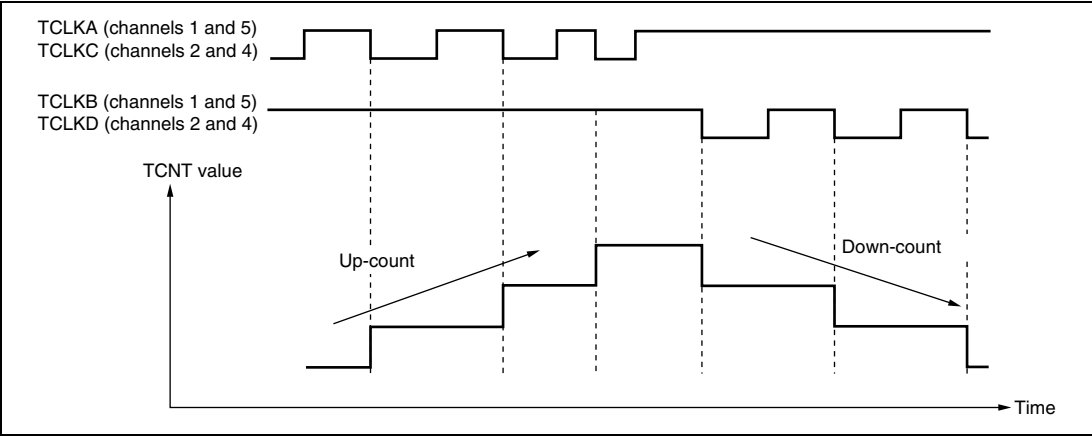 TCLKA (channels 1 and 5)
TCLKC (channels 2 and 4)
TCLKB (channels 1 and 5)
TCLKD (channels 2 and 4)
TCNT value
Up-count
Down-count
Time